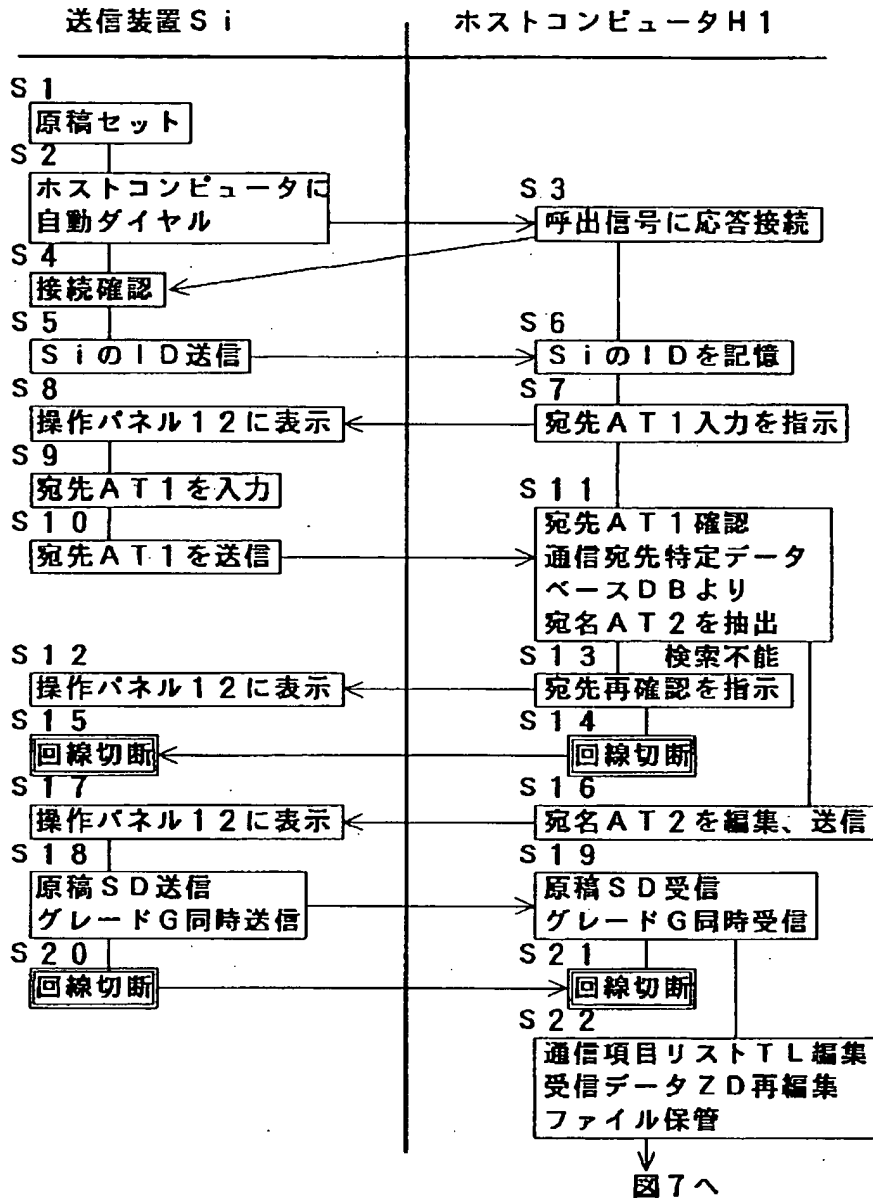 送信装置Si
ホストコンピュータH1
S1
原稿セット
S2
ホストコンピュータに
自動ダイヤル
S3
呼出信号に応答接続
S4
接続確認
S5
SiのID送信
S6
SiのIDを記憶
S8
操作パネル12に表示
S7
宛先AT1入力を指示
S9
宛先AT1を入力
S10
宛先AT1を送信
S11
宛先AT1確認
通信宛先特定データ
ベースDBより
宛名AT2を抽出
S12
操作パネル12に表示
S13 検索不能
宛先再確認を指示
S15
回線切断
S14
回線切断
S17
操作パネル12に表示
S16
宛名AT2を編集、送信
S18
原稿SD送信
グレードG同時送信
S19
原稿SD受信
グレードG同時受信
S20
回線切断
S21
回線切断
S22
通信項目リストTL編集
受信データZD再編集
ファイル保管
図7へ